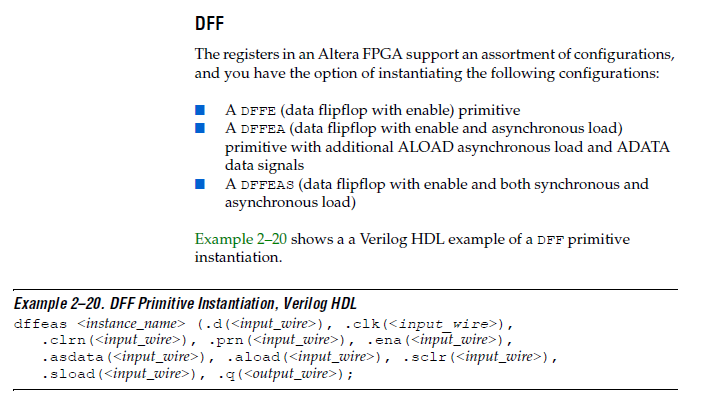 DFF
The registers in an Altera FPGA support an assortment of configurations,
and you have the option of instantiating the following configurations:
■ A DFFE (data flipflop with enable) primitive
■ A DFFEA (data flipflop with enable and asynchronous load)
primitive with additional ALOAD asynchronous load and ADATA
data signals
■ A DFFEAS (data flipflop with enable and both synchronous and
asynchronous load)
Example 2–20 shows a a Verilog HDL example of a DFF primitive
instantiation.
Example 2–20. DFF Primitive Instantiation, Verilog HDL
dffeas <instance_name> (.d(<input_wire>), .clk(<input_wire>),
.clrn(<input_wire>), .prn(<input_wire>), .ena(<input_wire>),
.asdata(<input_wire>), .aload(<input_wire>), .sclr(<input_wire>),
.sload(<input_wire>), .q(<output_wire>);